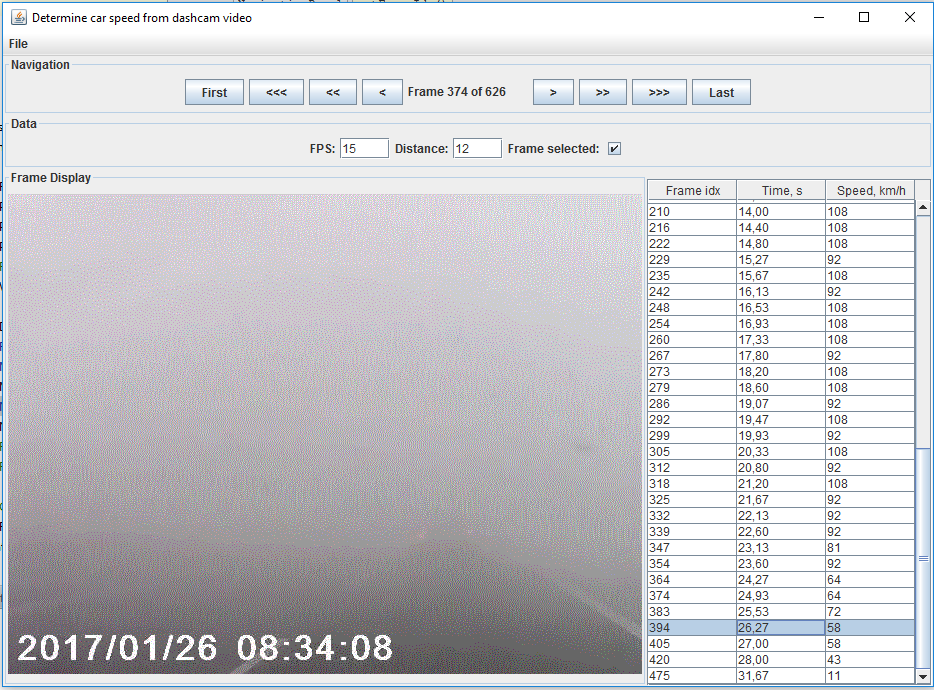 Determine car speed from dashcam video
File
Navigation
First <<< << < Frame 374 of 626 > >> >>> Last
Data
FPS: 15 Distance: 12 Frame selected:
Frame Display
Frame idx Time, s Speed, km/h
210 14,00 108
216 14,40 108
222 14,80 108
229 15,27 92
235 15,67 108
242 16,13 92
248 16,53 108
254 16,93 108
260 17,33 108
267 17,80 92
273 18,20 108
279 18,60 108
286 19,07 92
292 19,47 108
299 19,93 92
305 20,33 108
312 20,80 92
318 21,20 108
325 21,67 92
332 22,13 92
339 22,60 92
347 23,13 81
354 23,60 92
364 24,27 64
374 24,93 64
383 25,53 72
394 26,27 58
405 27,00 58
420 28,00 43
475 31,67 11
2017/01/26 08:34:08